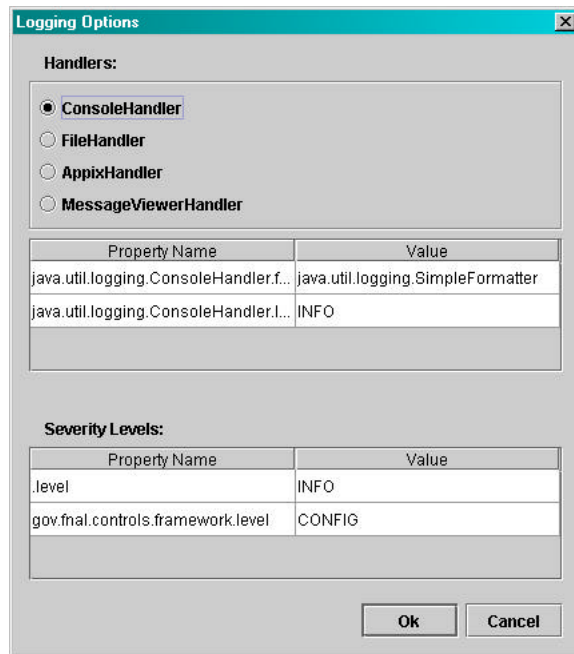 Logging Options
Handlers:
ConsoleHandler
FileHandler
AppixHandler
MessageViewerHandler
Property Name Value
java.util.logging.ConsoleHandler.f... java.util.logging.SimpleFormatter
java.util.logging.ConsoleHandler.l... INFO
Severity Levels:
Property Name Value
.level INFO
gov.fnal.controls.framework.level CONFIG
Ok Cancel